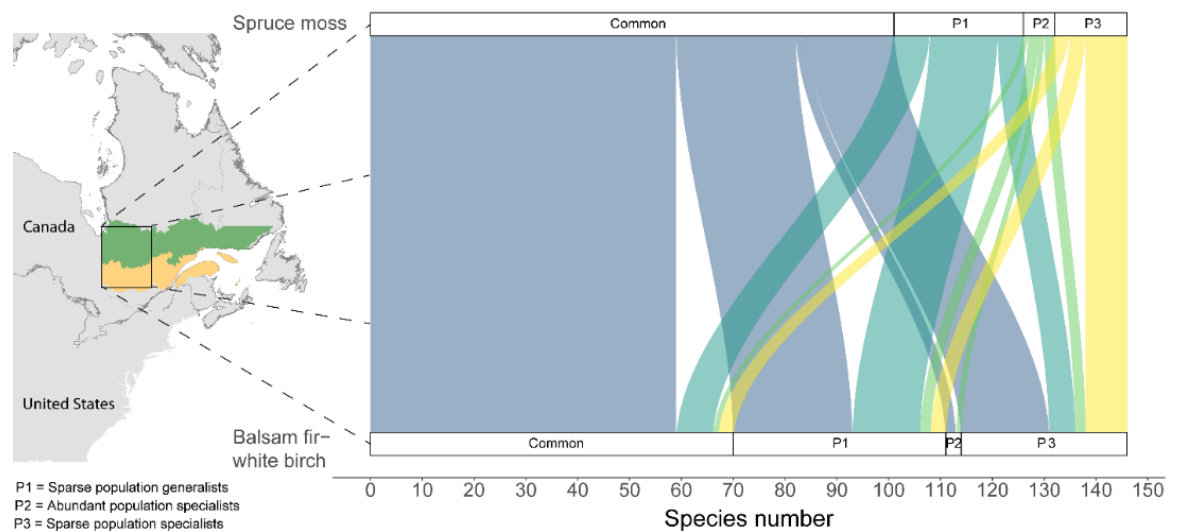 Spruce moss
Common
P1
P2
P3
Canada
United States
Balsam fir–
white birch
Common
P1
P2
P3
P1 = Sparse population generalists
P2 = Abundant population specialists
P3 = Sparse population specialists
0 10 20 30 40 50 60 70 80 90 100 110 120 130 140 150
Species number